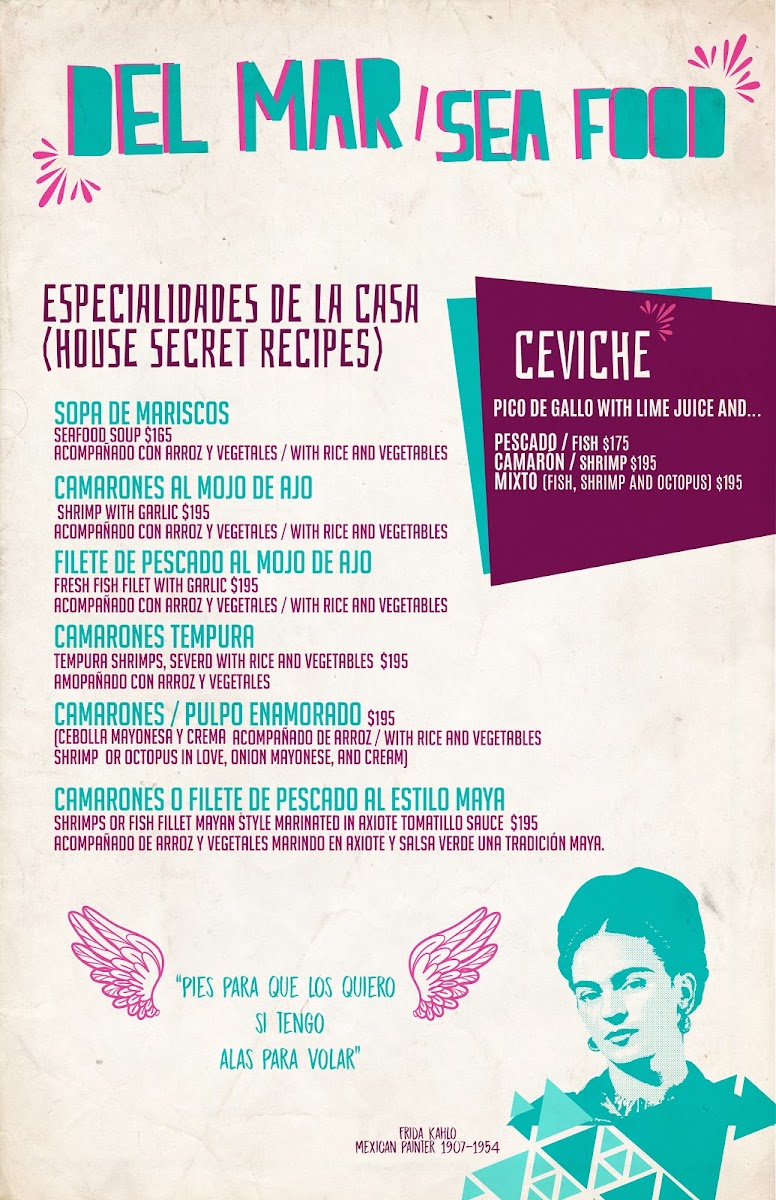 DEL MAR / SEA FOOD
ESPECIALIDADES DE LA CASA
(HOUSE SECRET RECIPES)
SOPA DE MARISCOS
SEAFOOD SOUP $165
ACOMPAÑADO CON ARROZ Y VEGETALES / WITH RICE AND VEGETABLES
CAMARONES AL MOJO DE AJO
SHRIMP WITH GARLIC $195
ACOMPAÑADO CON ARROZ Y VEGETALES / WITH RICE AND VEGETABLES
FILETE DE PESCADO AL MOJO DE AJO
FRESH FISH FILET WITH GARLIC $195
ACOMPAÑADO CON ARROZ Y VEGETALES / WITH RICE AND VEGETABLES
CAMARONES TEMPURA
TEMPURA SHRIMPS, SEVERD WITH RICE AND VEGETABLES $195
AMOPAÑADO CON ARROZ Y VEGETALES
CAMARONES / PULPO ENAMORADO $195
(CEBOLLA MAYONESA Y CREMA ACOMPAÑADO DE ARROZ / WITH RICE AND VEGETABLES
SHRIMP OR OCTOPUS IN LOVE, ONION MAYONESE, AND CREAM)
CAMARONES O FILETE DE PESCADO AL ESTILO MAYA
SHRIMPS OR FISH FILLET MAYAN STYLE MARINATED IN AXIOTE TOMATILLO SAUCE $195
ACOMPAÑADO DE ARROZ Y VEGETALES MARINDO EN AXIOTE Y SALSA VERDE UNA TRADICIÓN MAYA.
CEVICHE
PICO DE GALLO WITH LIME JUICE AND...
PESCADO / FISH $175
CAMARÓN / SHRIMP $195
MIXTO (FISH, SHRIMP AND OCTOPUS) $195
"PIES PARA QUE LOS QUIERO
SI TENGO
ALAS PARA VOLAR"
FRIDA KAHLO
MEXICAN PAINTER 1907-1954